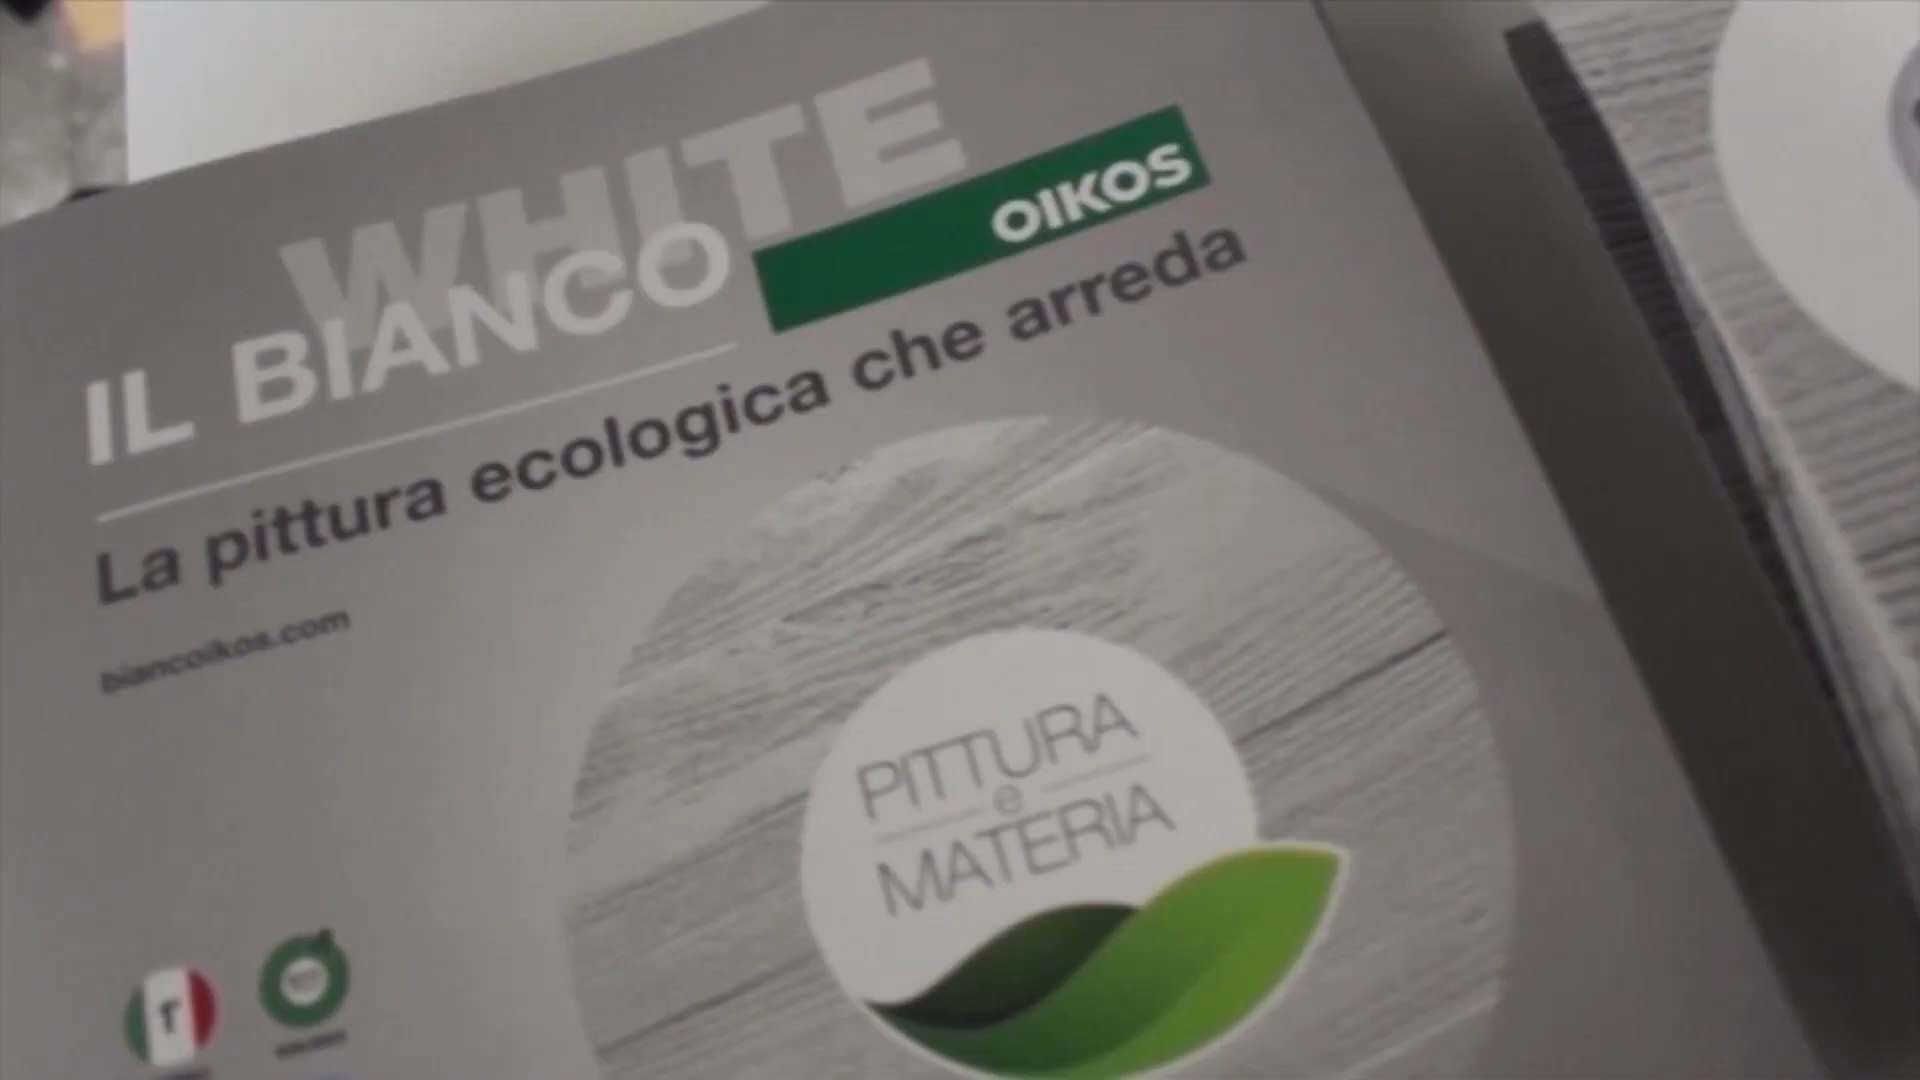 WHITE
IL BIANCO
OIKOS
La pittura ecologica che arreda
biancoikos.com
PITTURA
e
MATERIA